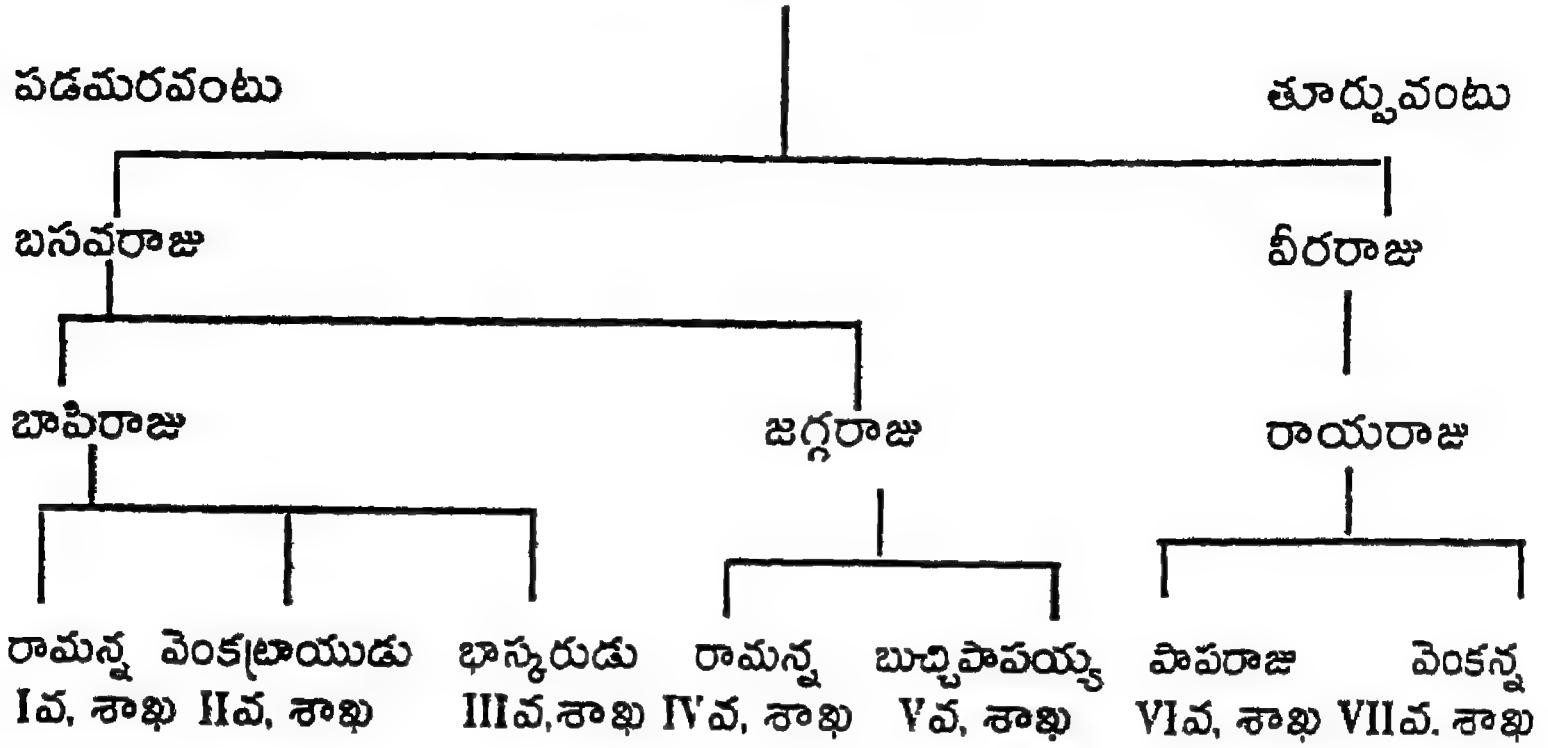 పడమరవంటు తూర్పువంటు
బసవరాజు వీరరాజు
బాపిరాజు జగ్గరాజు రాయరాజు
రామన్న వెంకట్రాయుడు భాస్కరుడు రామన్న బుచ్చిపాపయ్య పాపరాజు వెంకన్న
Iవ, శాఖ IIవ, శాఖ IIIవ,శాఖ IVవ, శాఖ Vవ, శాఖ VIవ, శాఖ VIIవ. శాఖ